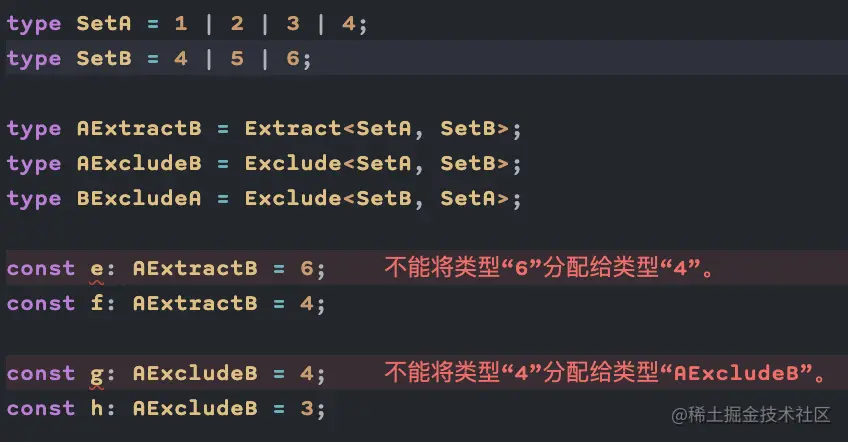 type SetA = 1 | 2 | 3 | 4;
type SetB = 4 | 5 | 6;
type AExtractB = Extract<SetA, SetB>;
type AExcludeB = Exclude<SetA, SetB>;
type BExcludeA = Exclude<SetB, SetA>;
const e: AExtractB = 6; 不能将类型“6”分配给类型“4”。
const f: AExtractB = 4;
const g: AExcludeB = 4; 不能将类型“4”分配给类型“AExcludeB”。
const h: AExcludeB = 3;
@稀土掘金技术社区